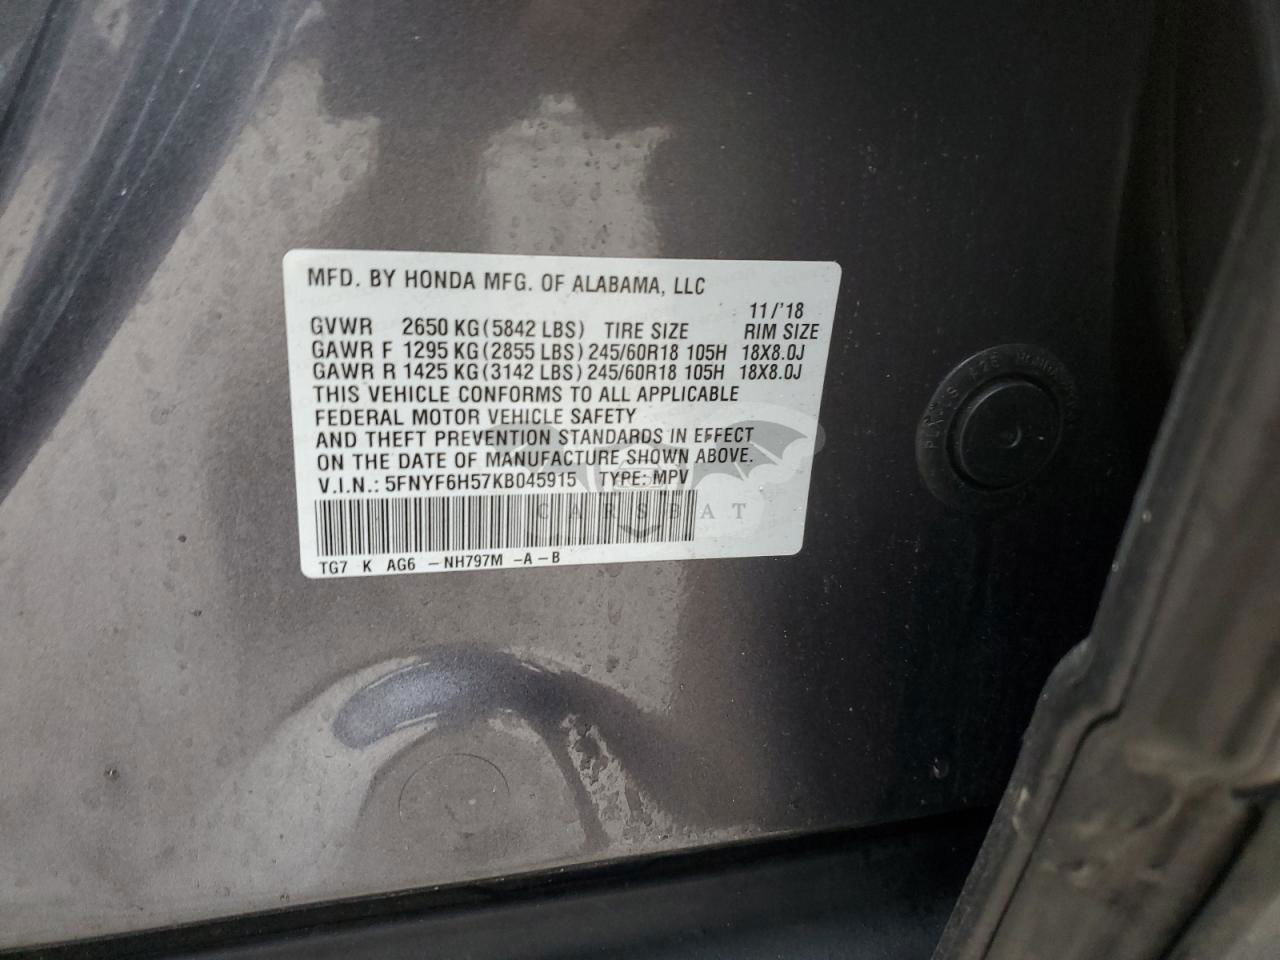 MFD. BY HONDA MFG. OF ALABAMA, LLC
11/'18
GVWR 2650 KG (5842 LBS) TIRE SIZE RIM SIZE
GAWR F 1295 KG (2855 LBS) 245/60R18 105H 18X8.0J
GAWR R 1425 KG (3142 LBS) 245/60R18 105H 18X8.0J
THIS VEHICLE CONFORMS TO ALL APPLICABLE
FEDERAL MOTOR VEHICLE SAFETY
AND THEFT PREVENTION STANDARDS IN EFFECT
ON THE DATE OF MANUFACTURE SHOWN ABOVE.
V.I.N.: 5FNYF6H57KB045915 TYPE: MPV
CARSBAT
TG7 K AG6 -NH797M -A-B